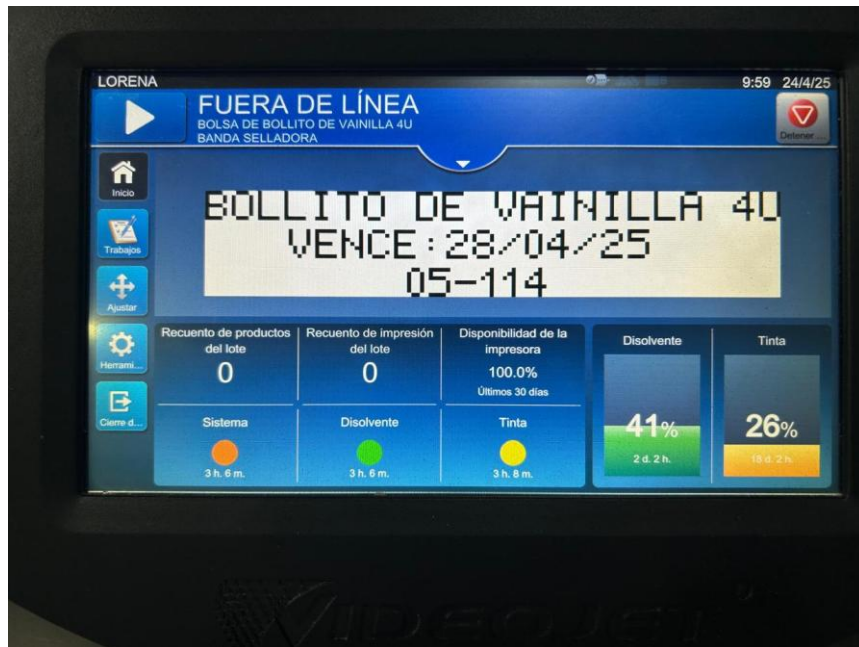 LORENA
9:59 24/4/25
FUERA DE LÍNEA
BOLSA DE BOLLITO DE VAINILLA 4U
BANDA SELLADORA
Detener ...
Inicio
Trabajos
Ajustar
Herrami...
Cierre d...
BOLLITO DE VAINILLA 4U
VENCE:28/04/25
05-114
Recuento de productos del lote
0
Recuento de impresión del lote
0
Disponibilidad de la impresora
100.0%
Últimos 30 días
Sistema
3 h. 6 m.
Disolvente
3 h. 6 m.
Tinta
3 h. 8 m.
Disolvente
41%
2 d. 2 h.
Tinta
26%
VIDEOJET